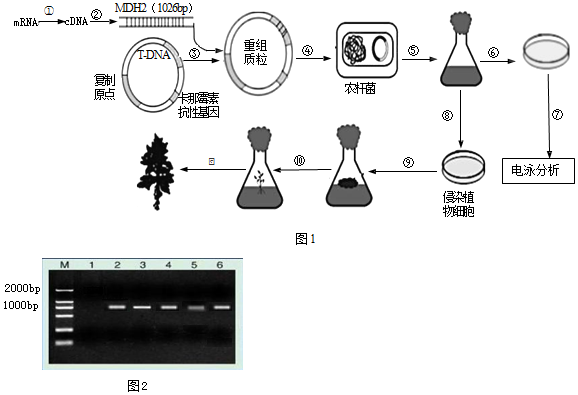 mRNA ① cDNA ② MDH2（1026bp）
T-DNA ③ 重组质粒 ④ ⑤ ⑥
复制原点
卡那霉素抗性基因
农杆菌
⑦
⑧
电泳分析
⑩ ⑨ 侵染植物细胞
图1
M 1 2 3 4 5 6
2000bp
1000bp
图2